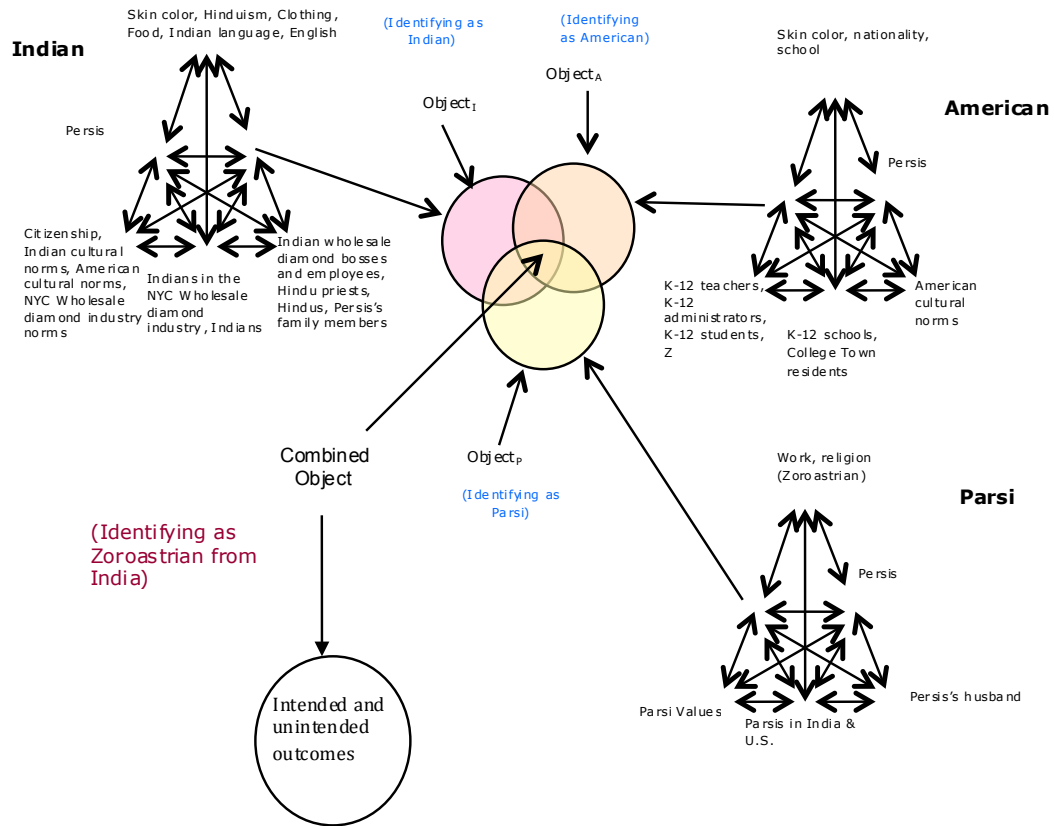 Skin color, Hinduism, Clothing,
Food, Indian language, English
Indian
Persis
Citizenship,
Indian cultural
norms, American
cultural norms,
NYC Wholesale
diamond industry
norms
Indians in the
NYC Wholesale
diamond
industry, Indians
Indian wholesale
diamond bosses
and employees,
Hindu priests,
Hindus, Persis's
family members
(Identifying as
Indian)
Object I
(Identifying
as American)
Object A
Skin color, nationality,
school
American
Persis
K-12 teachers,
K-12
administrators,
K-12 students,
Z
K-12 schools,
College Town
residents
American
cultural
norms
Combined
Object
Object P
(Identifying as
Parsi)
(Identifying as
Zoroastrian from
India)
Work, religion
(Zoroastrian)
Parsi
Persis
Parsi Values
Parsis in India &
U.S.
Persis's husband
Intended and
unintended
outcomes